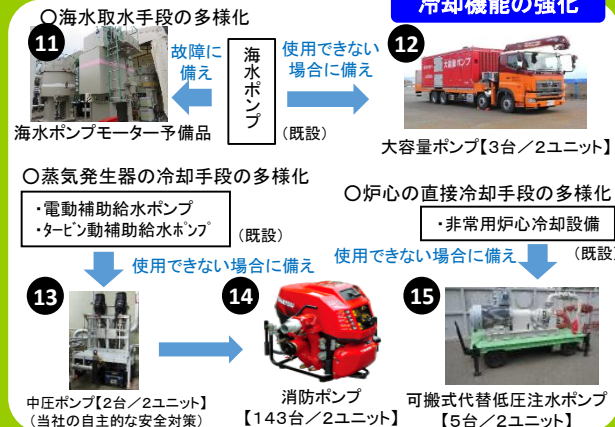 冷却機能の強化
○海水取水手段の多様化
11
故障に
備え
海水ポンプ
(既設)
使用できない
場合に備え
12
大容量ポンプ
海水ポンプモーター予備品
大容量ポンプ【3台/2ユニット】
○蒸気発生器の冷却手段の多様化
・電動補助給水ポンプ
・タービン動補助給水ポンプ
(既設)
使用できない場合に備え
○炉心の直接冷却手段の多様化
・非常用炉心冷却設備
(既設)
使用できない場合に備え
13
14
15
中圧ポンプ【2台/2ユニット】
(当社の自主的な安全対策)
消防ポンプ
【143台/2ユニット】
可搬式代替低圧注水ポンプ
【5台/2ユニット】